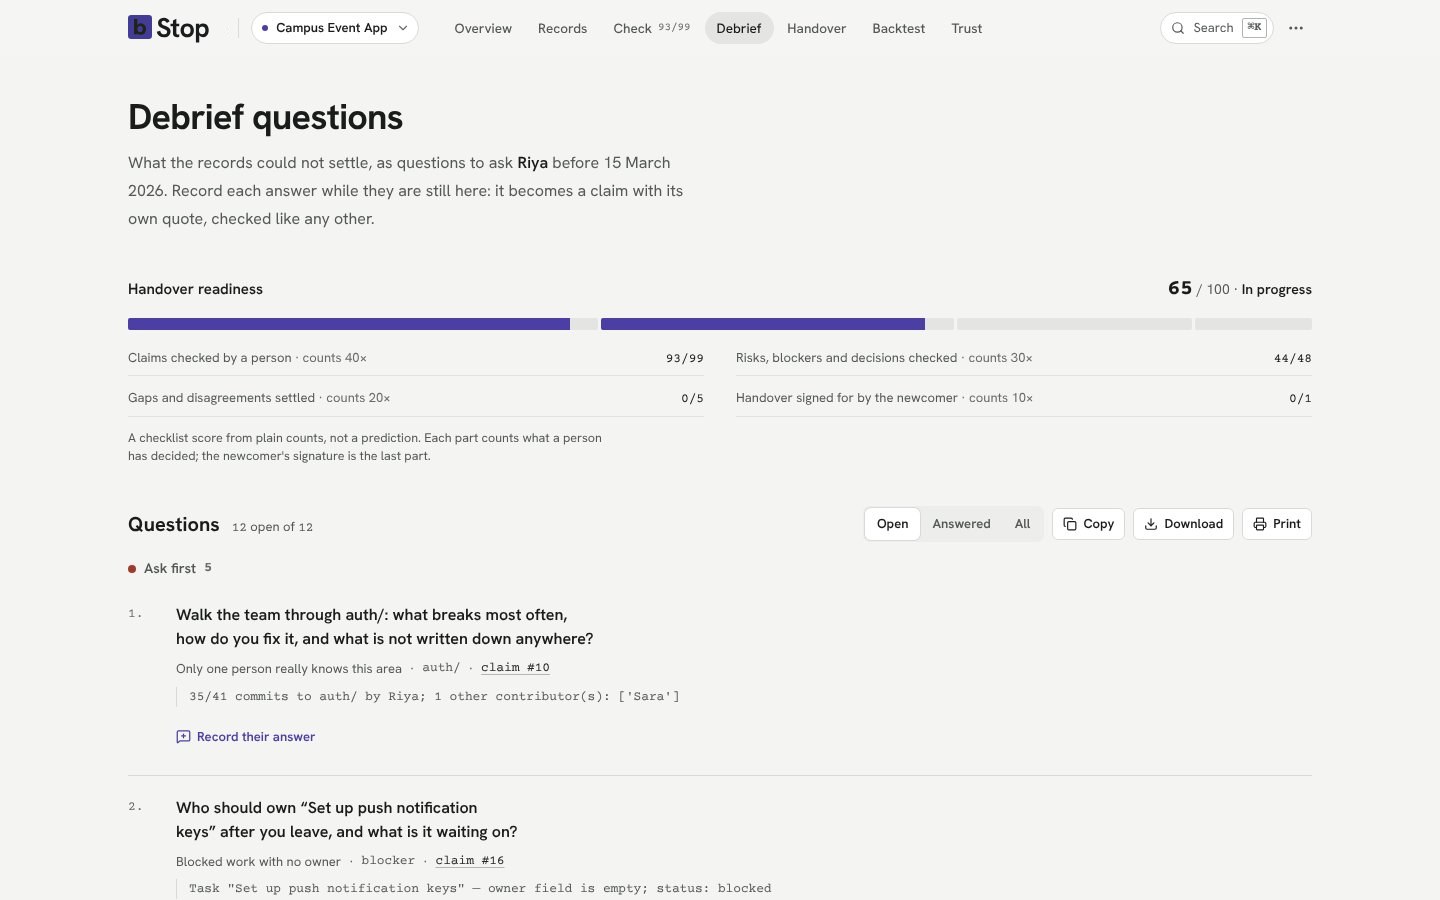 b Stop
Campus Event App
Overview
Records
Check 93/99
Debrief
Handover
Backtest
Trust
Search ⌘K
Debrief questions
What the records could not settle, as questions to ask Riya before 15 March
2026. Record each answer while they are still here: it becomes a claim with its
own quote, checked like any other.
Handover readiness
65 / 100 · In progress
Claims checked by a person · counts 40×
93/99
Risks, blockers and decisions checked · counts 30×
44/48
Gaps and disagreements settled · counts 20×
0/5
Handover signed for by the newcomer · counts 10×
0/1
A checklist score from plain counts, not a prediction. Each part counts what a person
has decided; the newcomer's signature is the last part.
Questions 12 open of 12
Open
Answered
All
Copy
Download
Print
Ask first 5
1.
Walk the team through auth/: what breaks most often,
how do you fix it, and what is not written down anywhere?
Only one person really knows this area · auth/ · claim #10
35/41 commits to auth/ by Riya; 1 other contributor(s): ['Sara']
Record their answer
2.
Who should own “Set up push notification
keys” after you leave, and what is it waiting on?
Blocked work with no owner · blocker · claim #16
Task "Set up push notification keys" — owner field is empty; status: blocked